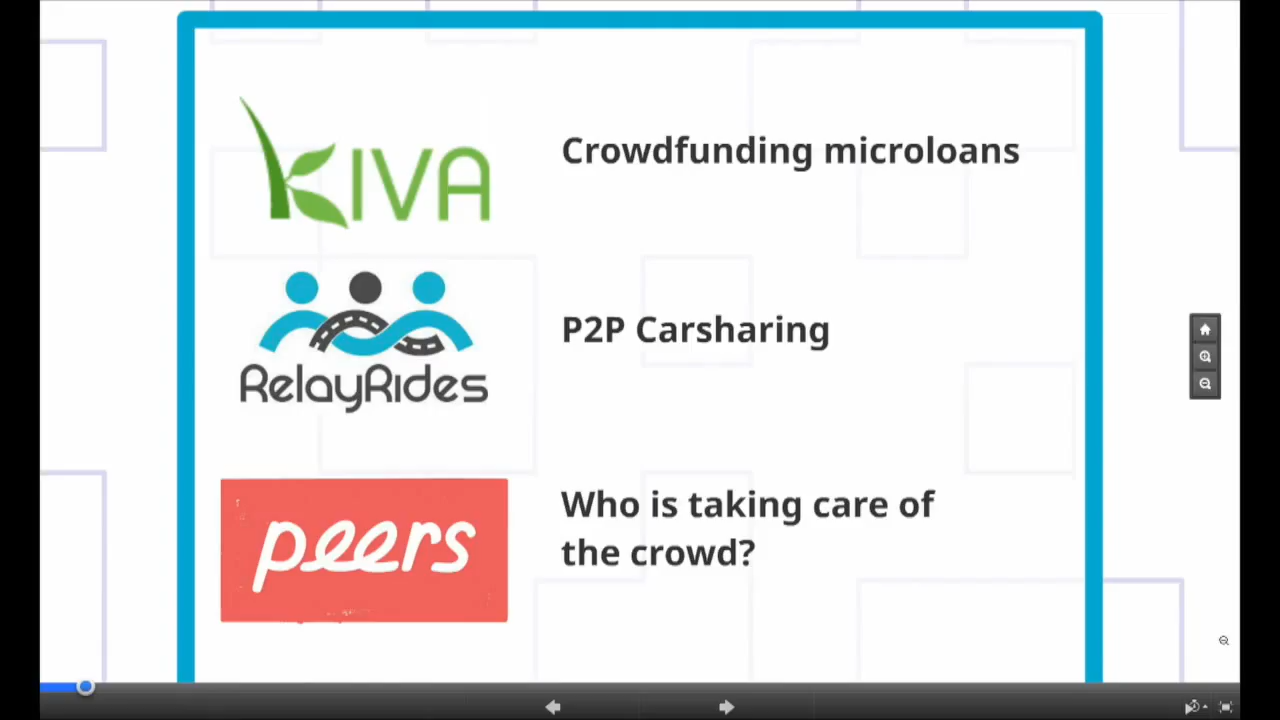 KIVA
Crowdfunding microloans
RelayRides
P2P Carsharing
peers
Who is taking care of
the crowd?